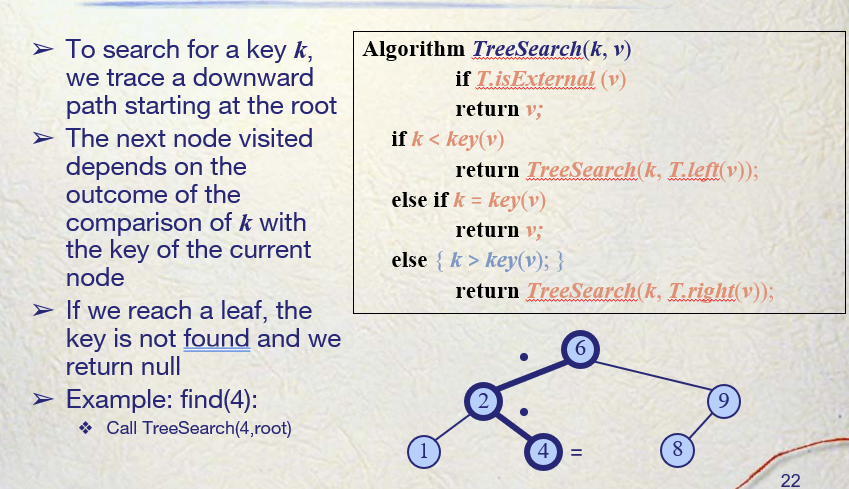 ➢ To search for a key k,
we trace a downward
path starting at the root
➢ The next node visited
depends on the
outcome of the
comparison of k with
the key of the current
node
➢ If we reach a leaf, the
key is not found and we
return null
➢ Example: find(4):
❖ Call TreeSearch(4,root)
Algorithm TreeSearch(k, v)
if T.isExternal (v)
return v;
if k < key(v)
return TreeSearch(k, T.left(v));
else if k = key(v)
return v;
else { k > key(v); }
return TreeSearch(k, T.right(v));
6
2
9
1
4 =
8
22